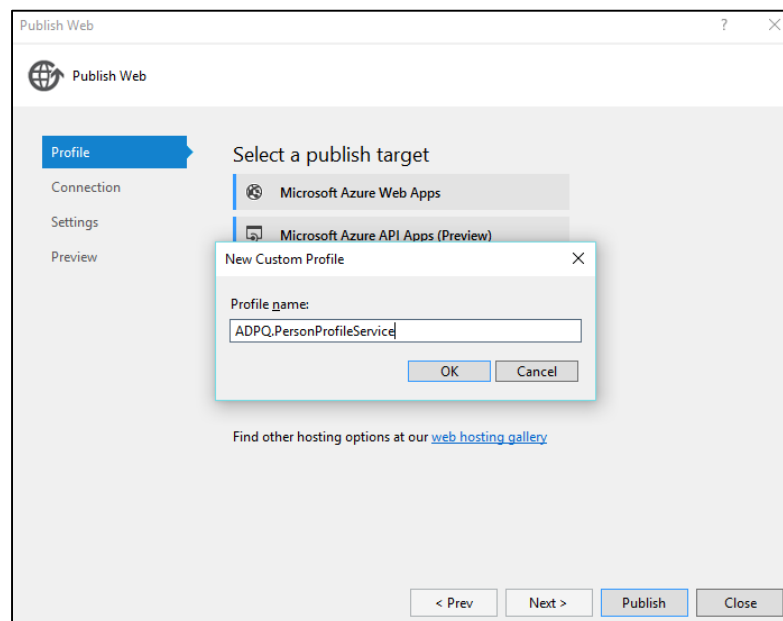 Publish Web
?
Publish Web
Profile
Connection
Settings
Preview
Select a publish target
Microsoft Azure Web Apps
Microsoft Azure API Apps (Preview)
New Custom Profile
Profile name:
ADPQ.PersonProfileService
OK Cancel
Find other hosting options at our web hosting gallery
< Prev Next > Publish Close